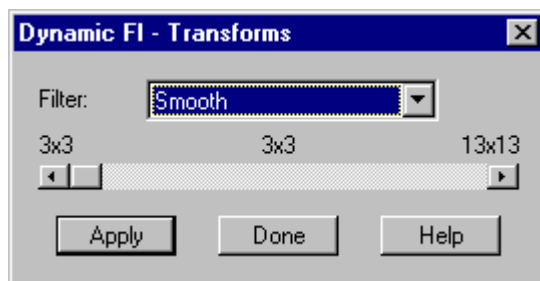 Dynamic FI - Transforms
Filter: Smooth
3x3 3x3 13x13
Apply Done Help